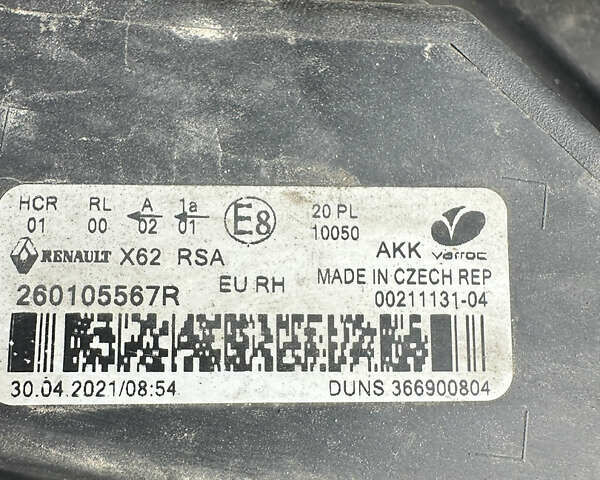 HCR RL A 1a
01 00 02 01
E8
20 PL
10050
AKK varroc
RENAULT X62 RSA
EU RH
MADE IN CZECH REP
260105567R
00211131-04
30.04.2021/08:54 DUNS 366900804